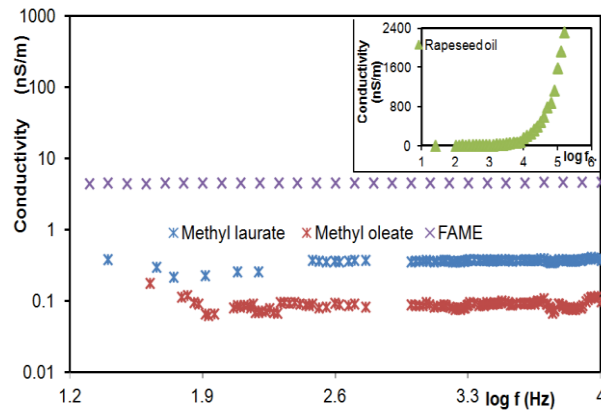 1000
100
10
1
0.1
0.01
Conductivity (nS/m)
1.2
1.9
2.6
3.3
4
log f (Hz)
Methyl laurate
Methyl oleate
FAME
2400
1600
800
0
Conductivity
(nS/m)
Rapeseed oil
1
2
3
4
5
6
log f